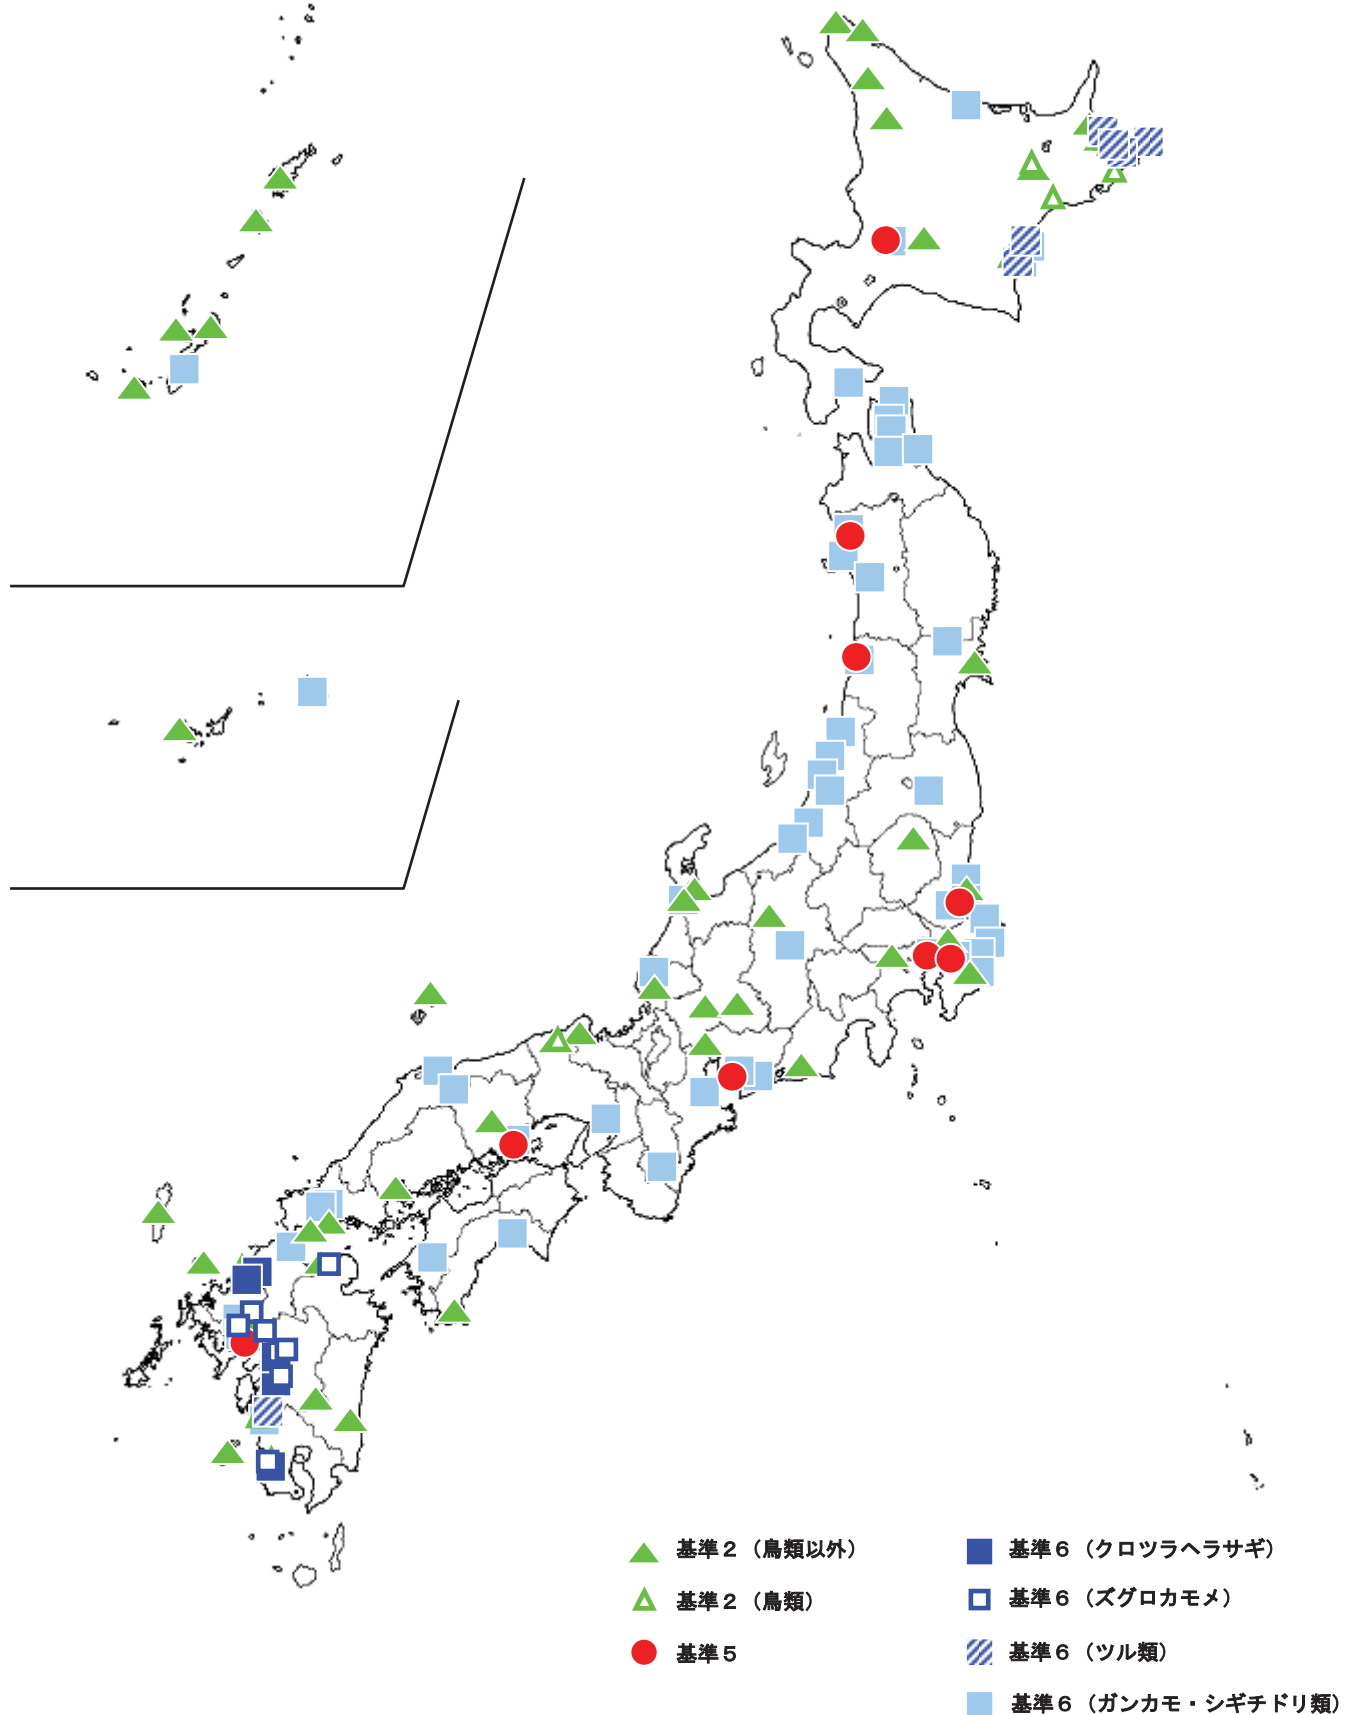 基準２（鳥類以外）
基準２（鳥類）
基準５
基準６（クロツラヘラサギ）
基準６（ズグロカモメ）
基準６（ツル類）
基準６（ガンカモ・シギチドリ類）